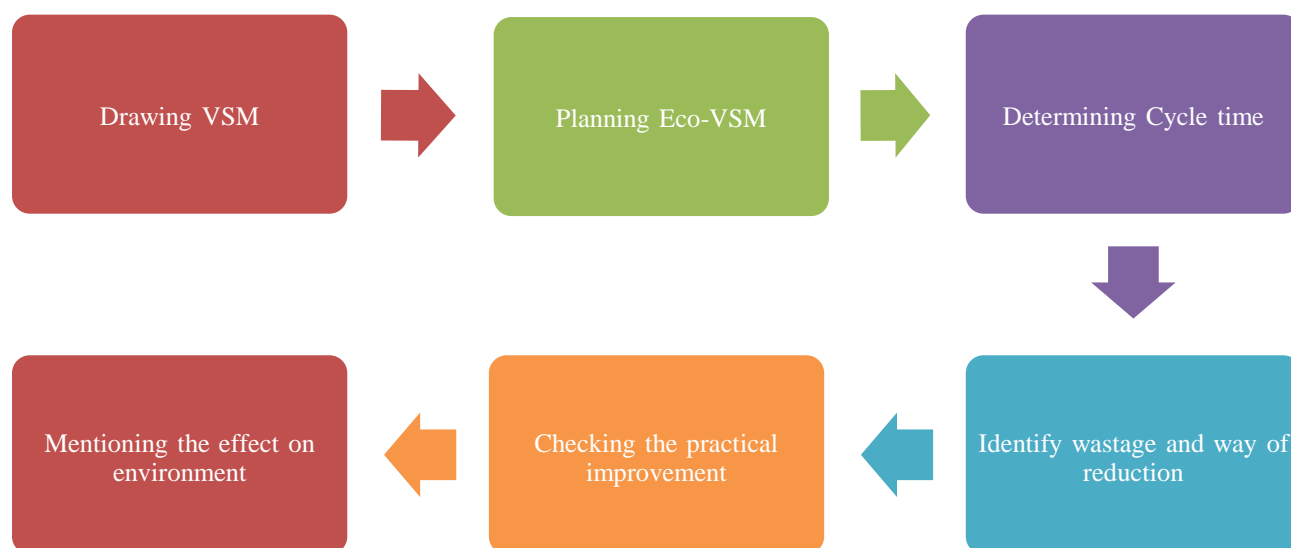 Drawing VSM
Planning Eco-VSM
Determining Cycle time
Identify wastage and way of
reduction
Checking the practical
improvement
Mentioning the effect on
environment